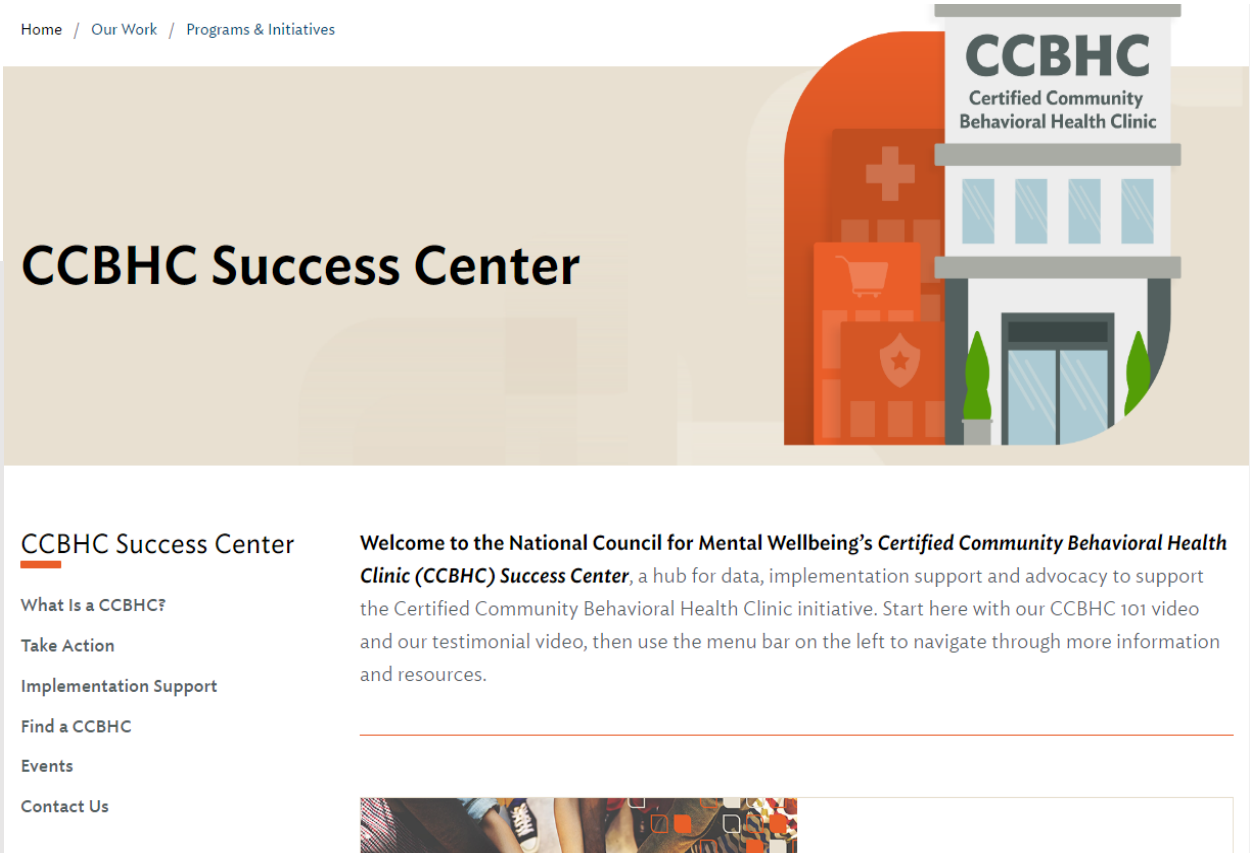 Home / Our Work / Programs & Initiatives
CCBHC
Certified Community
Behavioral Health Clinic
CCBHC Success Center
CCBHC Success Center
What Is a CCBHC?
Take Action
Implementation Support
Find a CCBHC
Events
Contact Us
Welcome to the National Council for Mental Wellbeing’s Certified Community Behavioral Health
Clinic (CCBHC) Success Center, a hub for data, implementation support and advocacy to support
the Certified Community Behavioral Health Clinic initiative. Start here with our CCBHC 101 video
and our testimonial video, then use the menu bar on the left to navigate through more information
and resources.